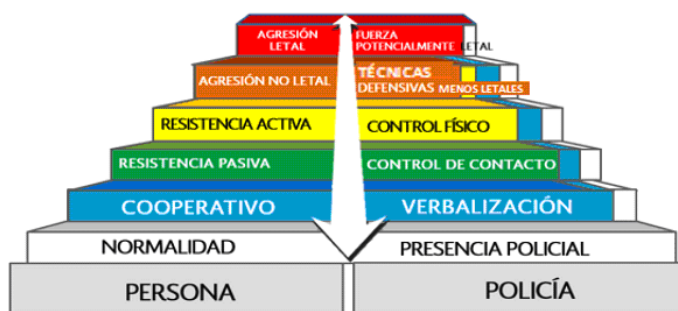 AGRESIÓN
LETAL
FUERZA
POTENCIALMENTE LETAL
AGRESIÓN NO LETAL
TÉCNICAS
DEFENSIVAS MENOS LETALES
RESISTENCIA ACTIVA
CONTROL FÍSICO
RESISTENCIA PASIVA
CONTROL DE CONTACTO
COOPERATIVO
VERBALIZACIÓN
NORMALIDAD
PRESENCIA POLICIAL
PERSONA
POLICÍA